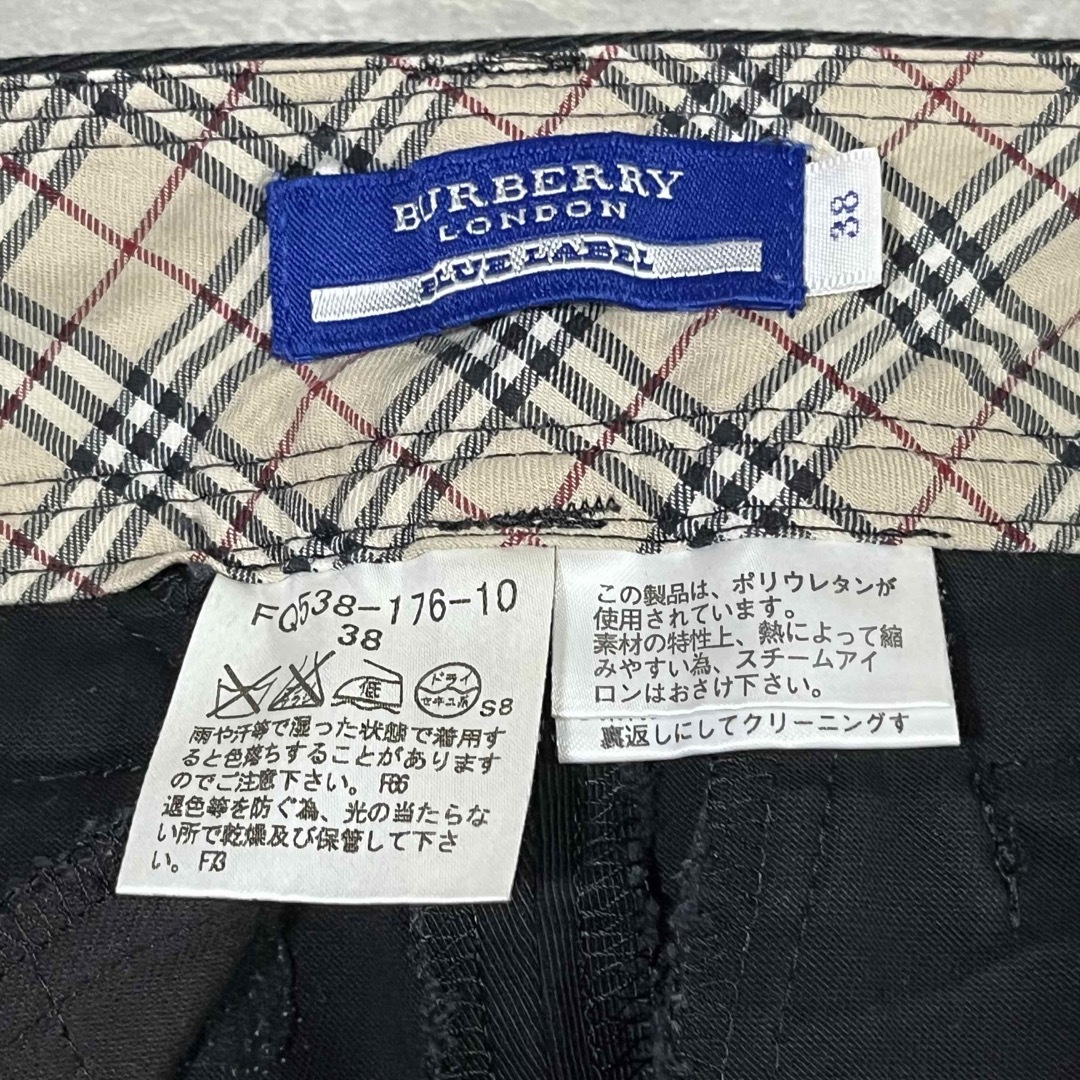 BURBERRY
LONDON
BLUE LABEL
38
FQ538-176-10
38
低
ドライ
セキユ系
S8
雨や汗等で湿った状態で着用す
ると色落ちすることがあります
のでご注意下さい。F86
退色等を防ぐ為、光の当たらな
い所で乾燥及び保管して下さ
い。F73
この製品は、ポリウレタンが
使用されています。
素材の特性上、熱によって縮
みやすい為、スチームアイ
ロンはおさけ下さい。
裏返しにしてクリーニングす